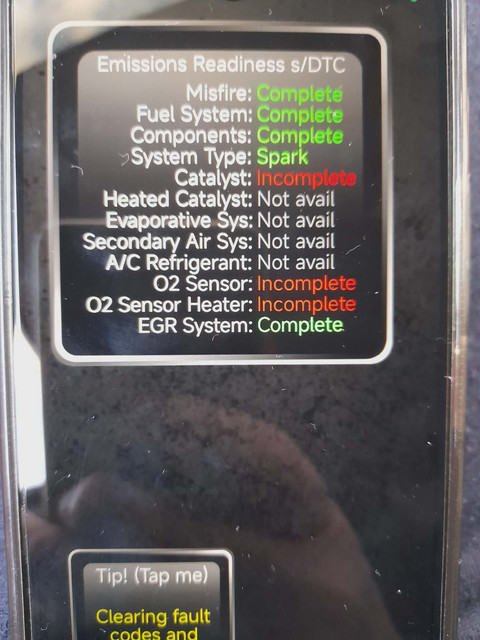 Emissions Readiness s/DTC
Misfire: Complete
Fuel System: Complete
Components: Complete
System Type: Spark
Catalyst: Incomplete
Heated Catalyst: Not avail
Evaporative Sys: Not avail
Secondary Air Sys: Not avail
A/C Refrigerant: Not avail
O2 Sensor: Incomplete
O2 Sensor Heater: Incomplete
EGR System: Complete
Tip! (Tap me)
Clearing fault
codes and